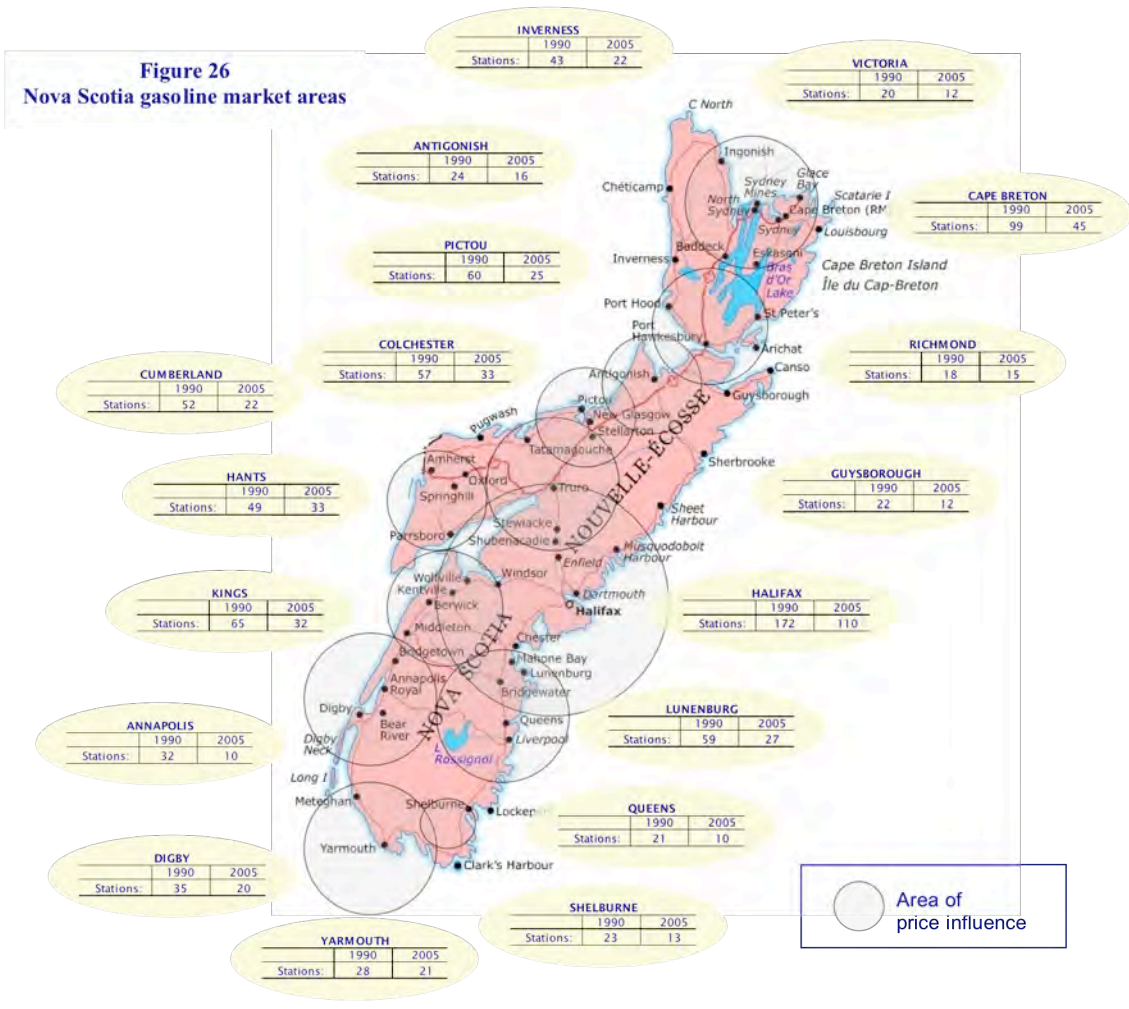 Figure 26
Nova Scotia gasoline market areas
INVERNESS
1990 2005
Stations: 43 22
VICTORIA
1990 2005
Stations: 20 12
ANTIGONISH
1990 2005
Stations: 24 16
CAPE BRETON
1990 2005
Stations: 99 45
PICTOU
1990 2005
Stations: 60 25
COLCHESTER
1990 2005
Stations: 57 33
RICHMOND
1990 2005
Stations: 18 15
CUMBERLAND
1990 2005
Stations: 52 22
HANTS
1990 2005
Stations: 49 33
GUYSBOROUGH
1990 2005
Stations: 22 12
KINGS
1990 2005
Stations: 65 32
HALIFAX
1990 2005
Stations: 172 110
ANNAPOLIS
1990 2005
Stations: 32 10
LUNENBURG
1990 2005
Stations: 59 27
QUEENS
1990 2005
Stations: 21 10
DIGBY
1990 2005
Stations: 35 20
SHELBURNE
1990 2005
Stations: 23 13
YARMOUTH
1990 2005
Stations: 28 21
C North
Ingonish
Chéticamp
Sydney
Mines
Glace
Bay
North
Sydney
Scatarie I
Cape Breton (RM
Sydney
Louisbourg
Baddeck
Eskasoni
Inverness
Bras
d'Or
Lake
Cape Breton Island
Île du Cap-Breton
Port Hood
St Peter's
Port
Hawkesbury
Arichat
Canso
Antigonish
Guysborough
Pictou
New Glasgow
Stellarton
Pugwash
Tatamagouche
Sherbrooke
Amherst
Oxford
Springhill
Truro
NOUVELLE-ÉCOSSE
Sheet
Harbour
Stewiacke
Parrsboro
Shubenacadie
Musquodoboit
Harbour
Enfield
Wolfville
Windsor
Kentville
Berwick
Dartmouth
Halifax
Middleton
NOVA SCOTIA
Chester
Bridgetown
Mahone Bay
Lunenburg
Annapolis
Royal
Bridgewater
Digby
Bear
River
Queens
Liverpool
Digby
Neck
L
Rossignol
Long I
Meteghan
Shelburne
Lockep
Yarmouth
Clark's Harbour
Area of
price influence